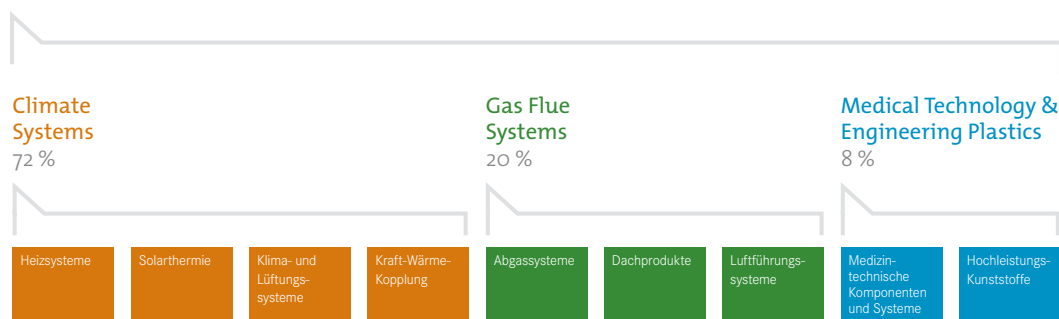 Climate
Systems
72 %
Gas Flue
Systems
20 %
Medical Technology &
Engineering Plastics
8 %
Heizsysteme
Solarthermie
Klima- und
Lüftungs-
systeme
Kraft-Wärme-
Kopplung
Abgassysteme
Dachprodukte
Luftführungs-
systeme
Medizin-
technische
Komponenten
und Systeme
Hochleistungs-
Kunststoffe